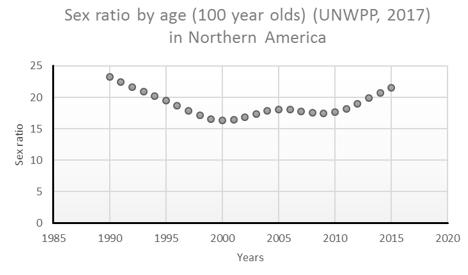 Sex ratio by age (100 year olds) (UNWPP, 2017)
in Northern America
25
20
15
10
5
0
Sex ratio
1985 1990 1995 2000 2005 2010 2015 2020
Years